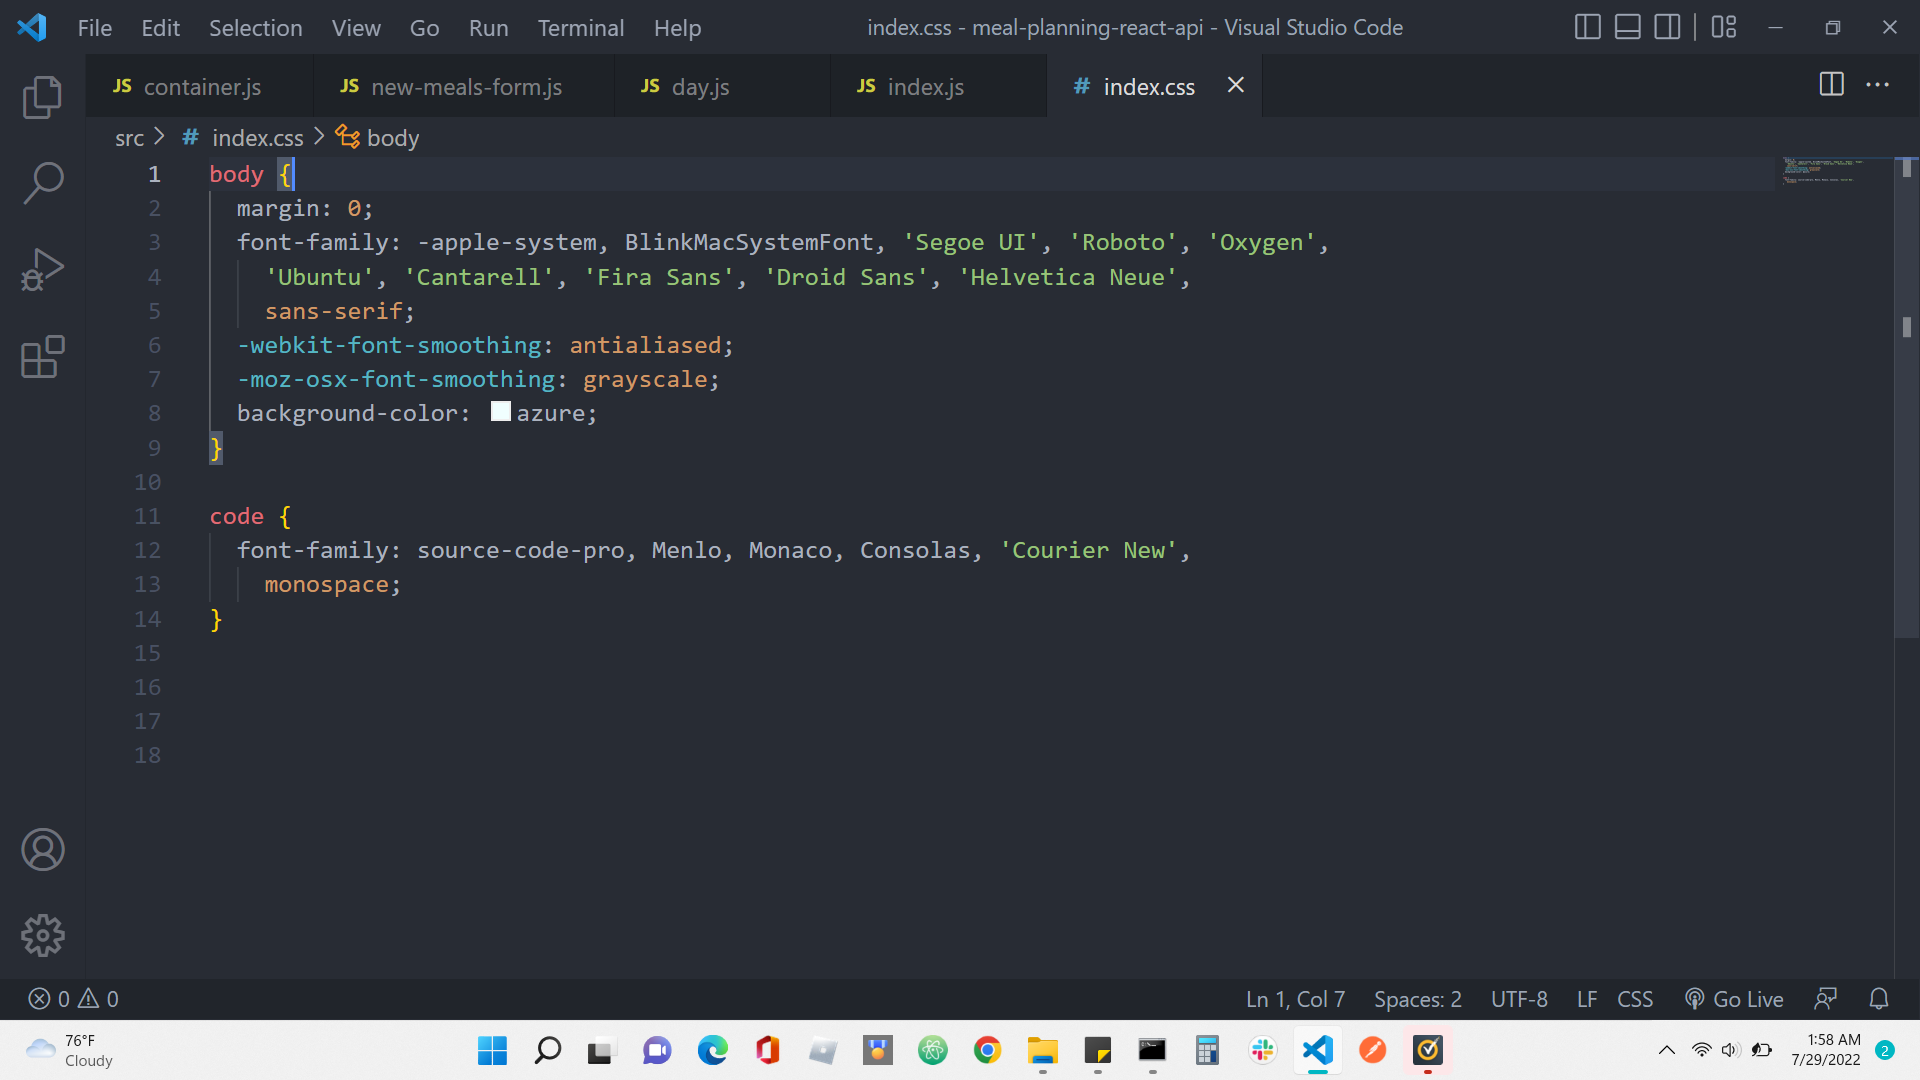 File Edit Selection View Go Run Terminal Help index.css - meal-planning-react-api - Visual Studio Code
JS container.js JS new-meals-form.js JS day.js JS index.js # index.css
src > # index.css > body
1 body {
2 margin: 0;
3 font-family: -apple-system, BlinkMacSystemFont, 'Segoe UI', 'Roboto', 'Oxygen',
4 'Ubuntu', 'Cantarell', 'Fira Sans', 'Droid Sans', 'Helvetica Neue',
5 sans-serif;
6 -webkit-font-smoothing: antialiased;
7 -moz-osx-font-smoothing: grayscale;
8 background-color: azure;
9 }
10
11 code {
12 font-family: source-code-pro, Menlo, Monaco, Consolas, 'Courier New',
13 monospace;
14 }
15
16
17
18
0 0 Ln 1, Col 7 Spaces: 2 UTF-8 LF CSS Go Live
76°F
Cloudy
1:58 AM
7/29/2022
2